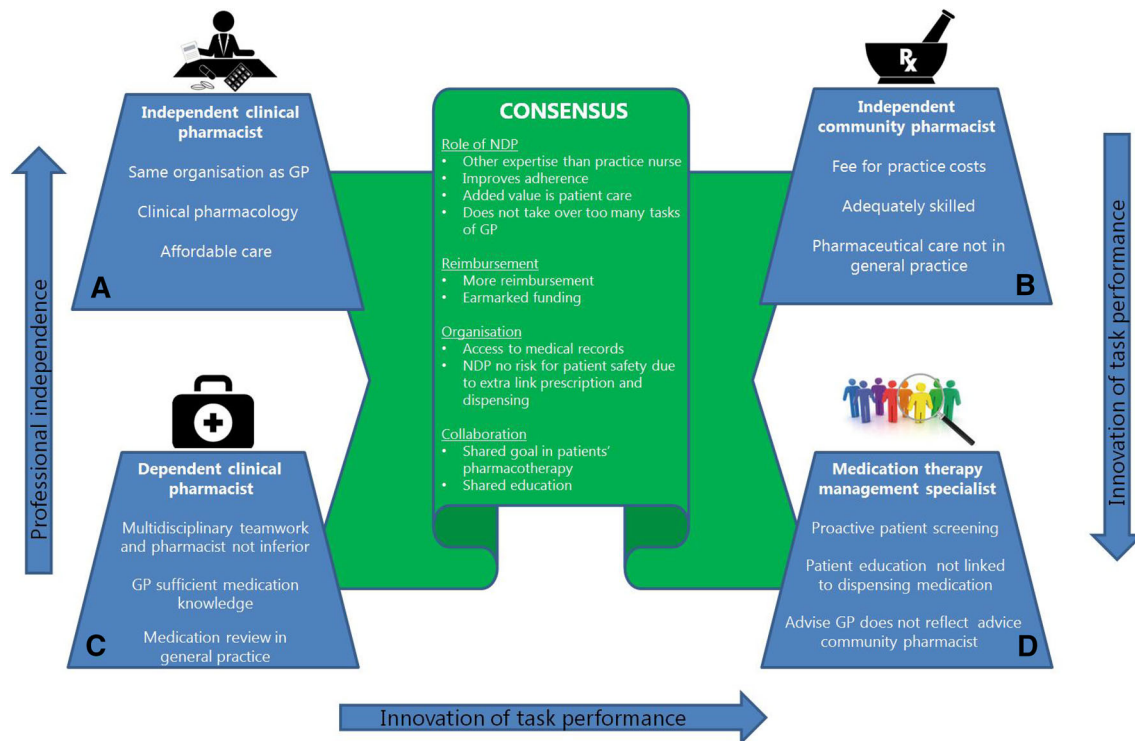 Independent clinical
pharmacist
Same organisation as GP
Clinical pharmacology
Affordable care
A
CONSENSUS
Role of NDP
• Other expertise than practice nurse
• Improves adherence
• Added value is patient care
• Does not take over too many tasks
of GP
Reimbursement
• More reimbursement
• Earmarked funding
Organisation
• Access to medical records
• NDP no risk for patient safety due
to extra link prescription and
dispensing
Collaboration
• Shared goal in patients'
pharmacotherapy
• Shared education
Rx
Independent
community pharmacist
Fee for practice costs
Adequately skilled
Pharmaceutical care not in
general practice
B
Professional independence
Innovation of task performance
Dependent clinical
pharmacist
Multidisciplinary teamwork
and pharmacist not inferior
GP sufficient medication
knowledge
Medication review in
general practice
C
Medication therapy
management specialist
Proactive patient screening
Patient education not linked
to dispensing medication
Advise GP does not reflect advice
community pharmacist
D
Innovation of task performance